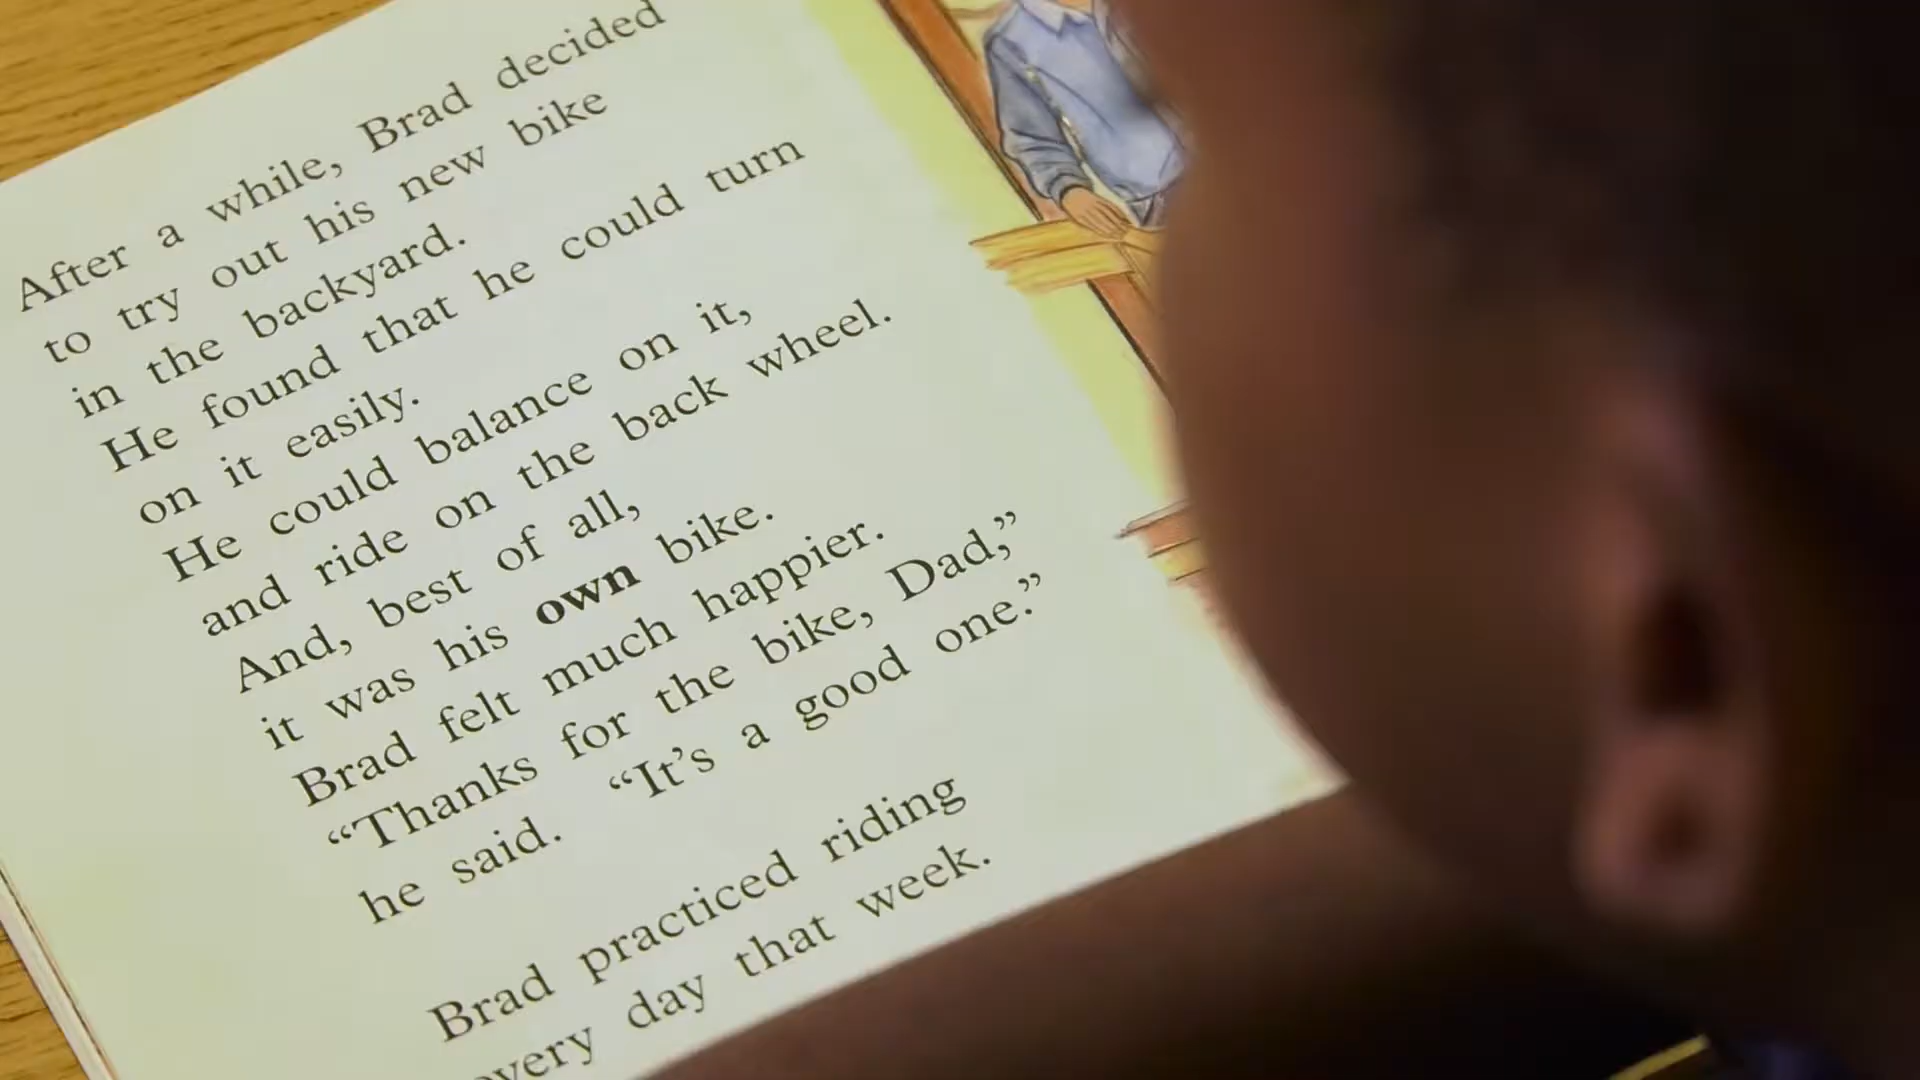 After a while, Brad decided
to try out his new bike
in the backyard.
He found that he could turn
on it easily.
He could balance on it,
and ride on the back wheel.
And, best of all,
it was his own bike.
Brad felt much happier.
“Thanks for the bike, Dad,”
he said. “It’s a good one.”
Brad practiced riding
every day that week.